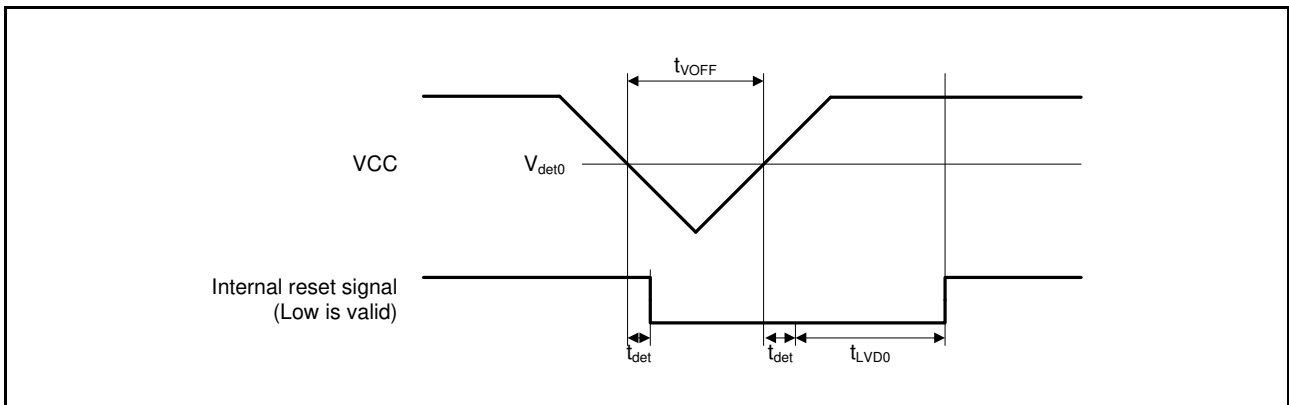 tVOFF
VCC
Vdet0
Internal reset signal
(Low is valid)
tdet
tdet
tLVD0